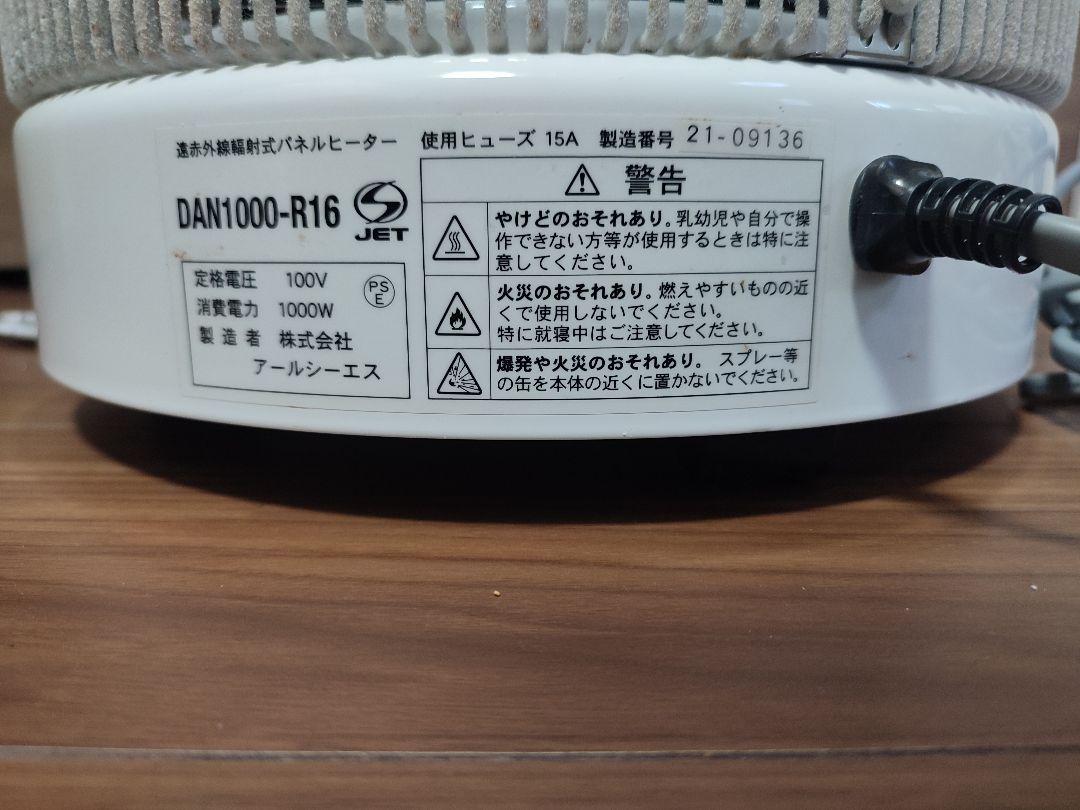 遠赤外線輻射式パネルヒーター
使用ヒューズ 15A 製造番号 21-09136
DAN1000-R16
JET
定格電圧 100V
消費電力 1000W
製造者 株式会社
アールシーエス
PS
E
警告
やけどのおそれあり。乳幼児や自分で操
作できない方等が使用するときは特に注
意してください。
火災のおそれあり。燃えやすいものの近
くで使用しないでください。
特に就寝中はご注意してください。
爆発や火災のおそれあり。 スプレー等
の缶を本体の近くに置かないでください。